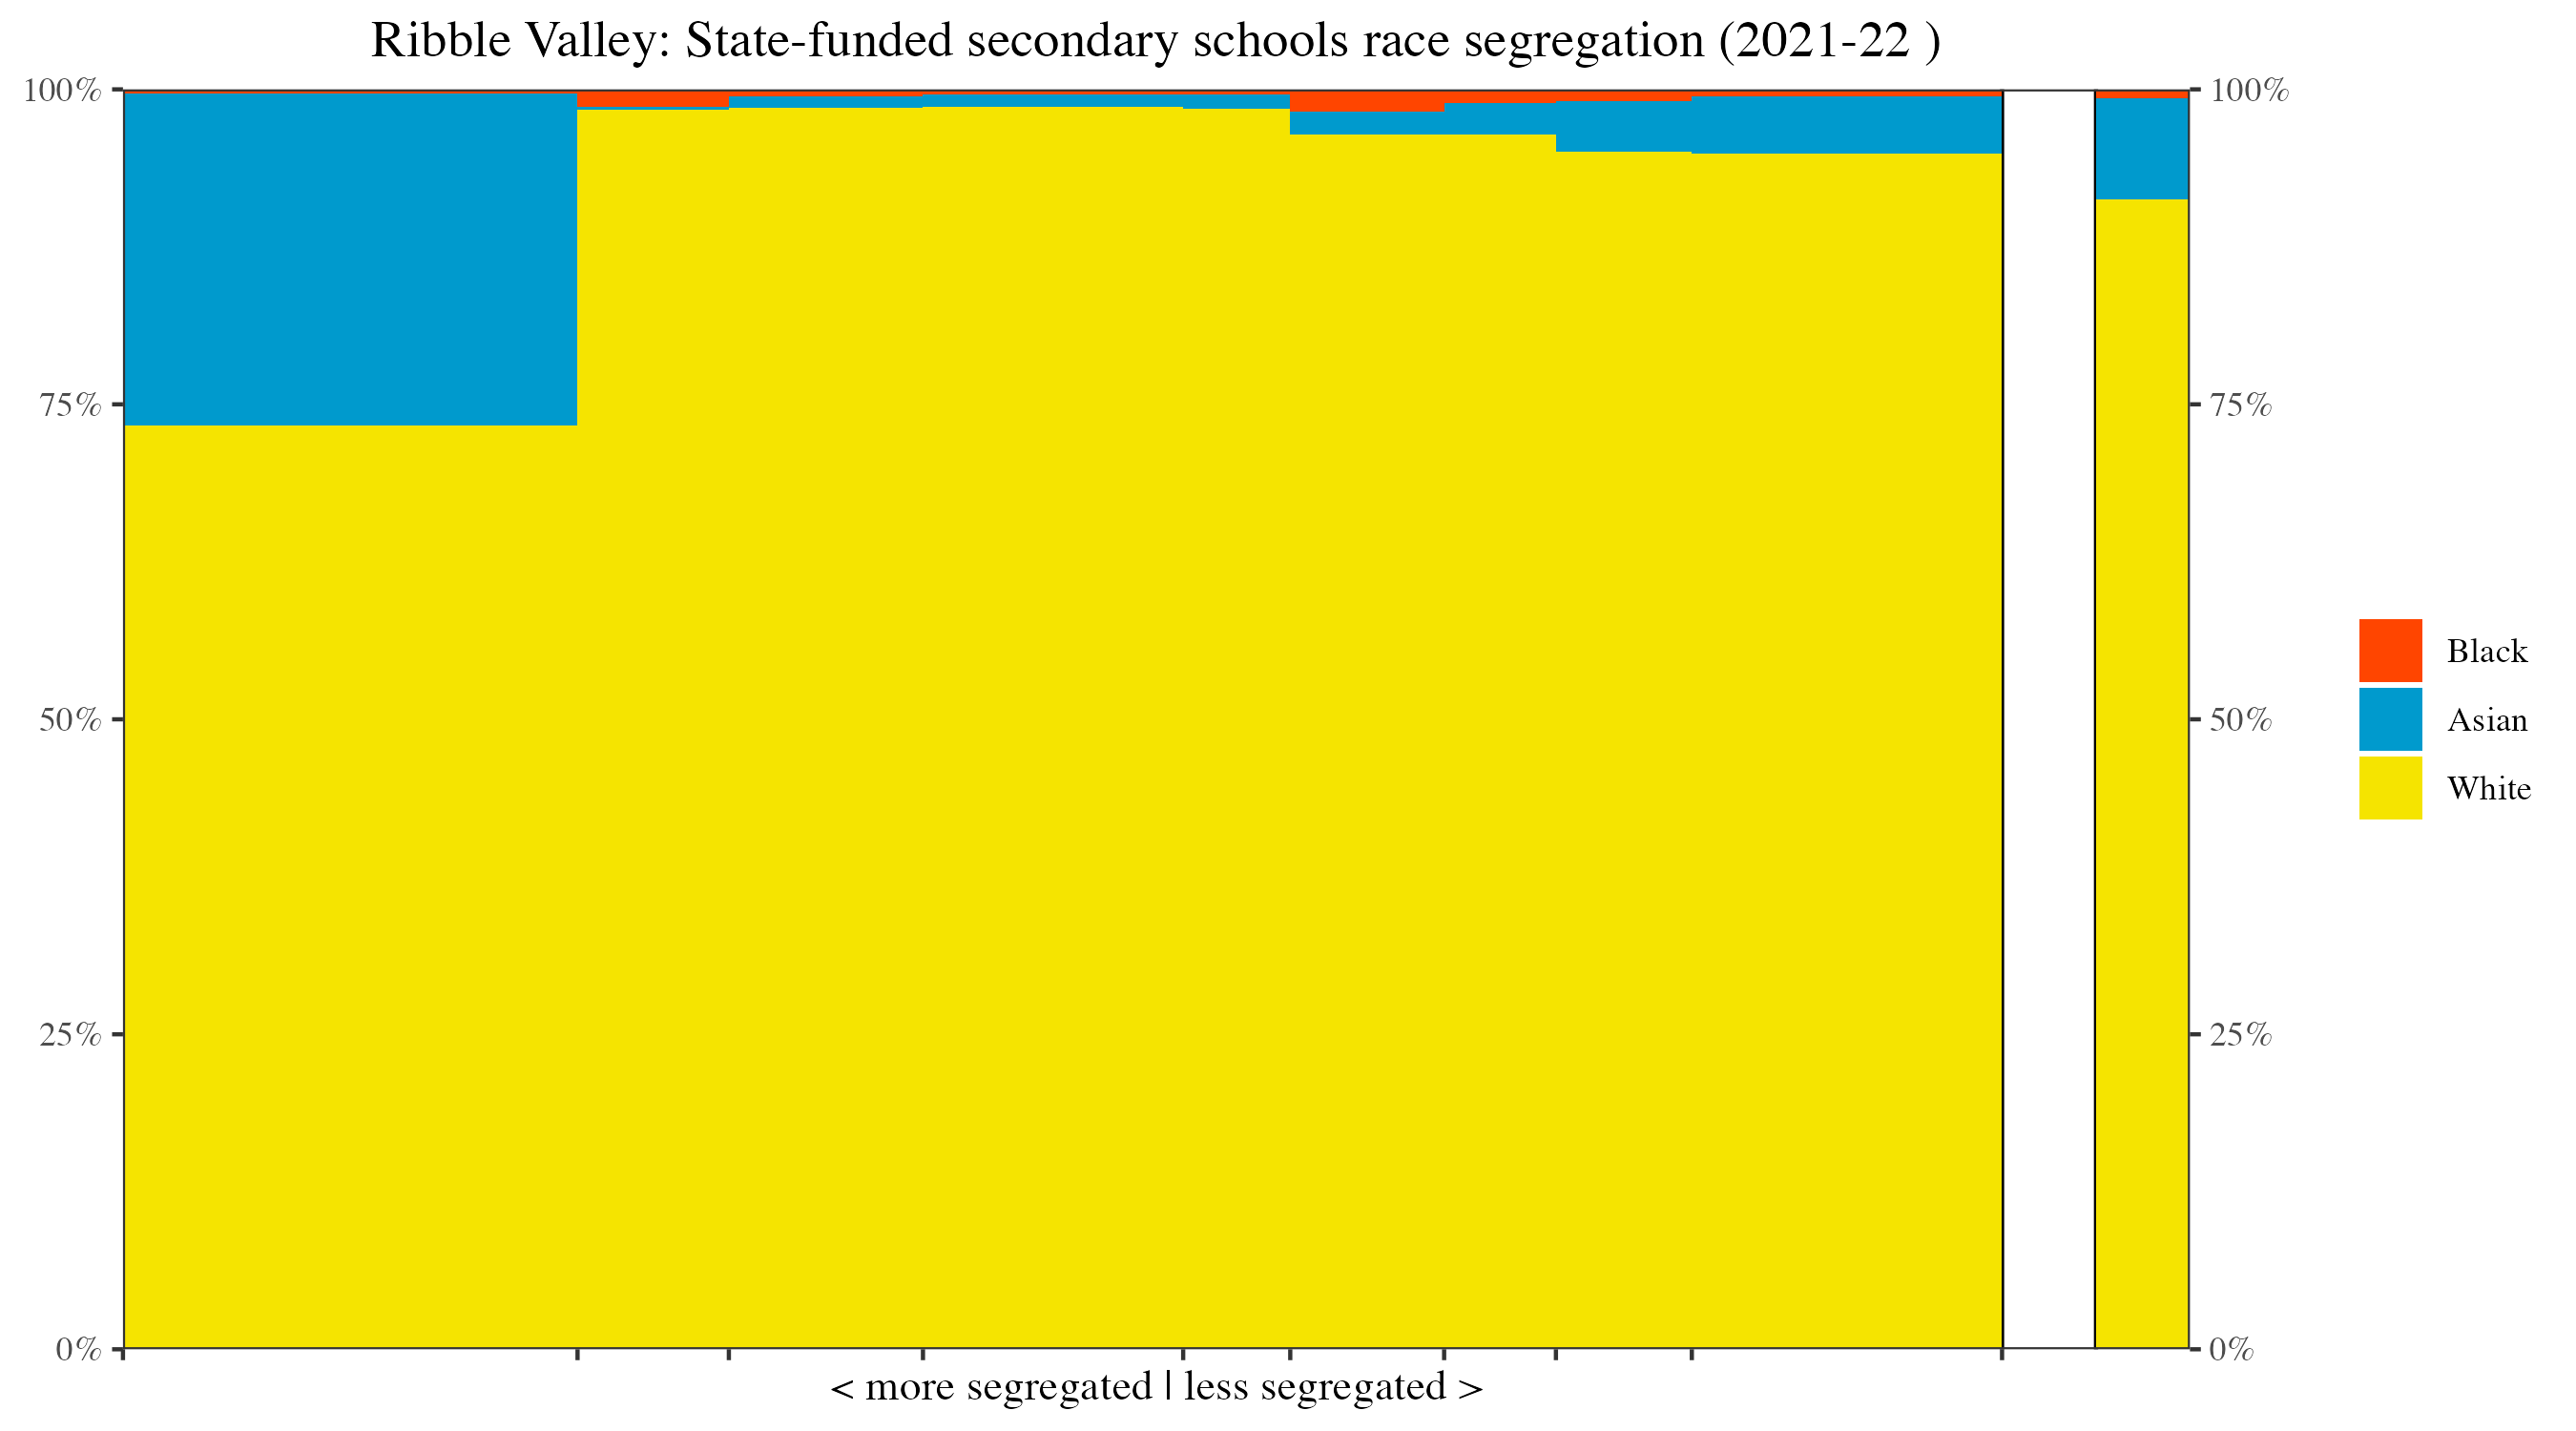 Ribble Valley: State-funded secondary schools race segregation (2021-22 )
100%
100%
75%
75%
50%
50%
25%
25%
0%
0%
Black
Asian
White
< more segregated | less segregated >